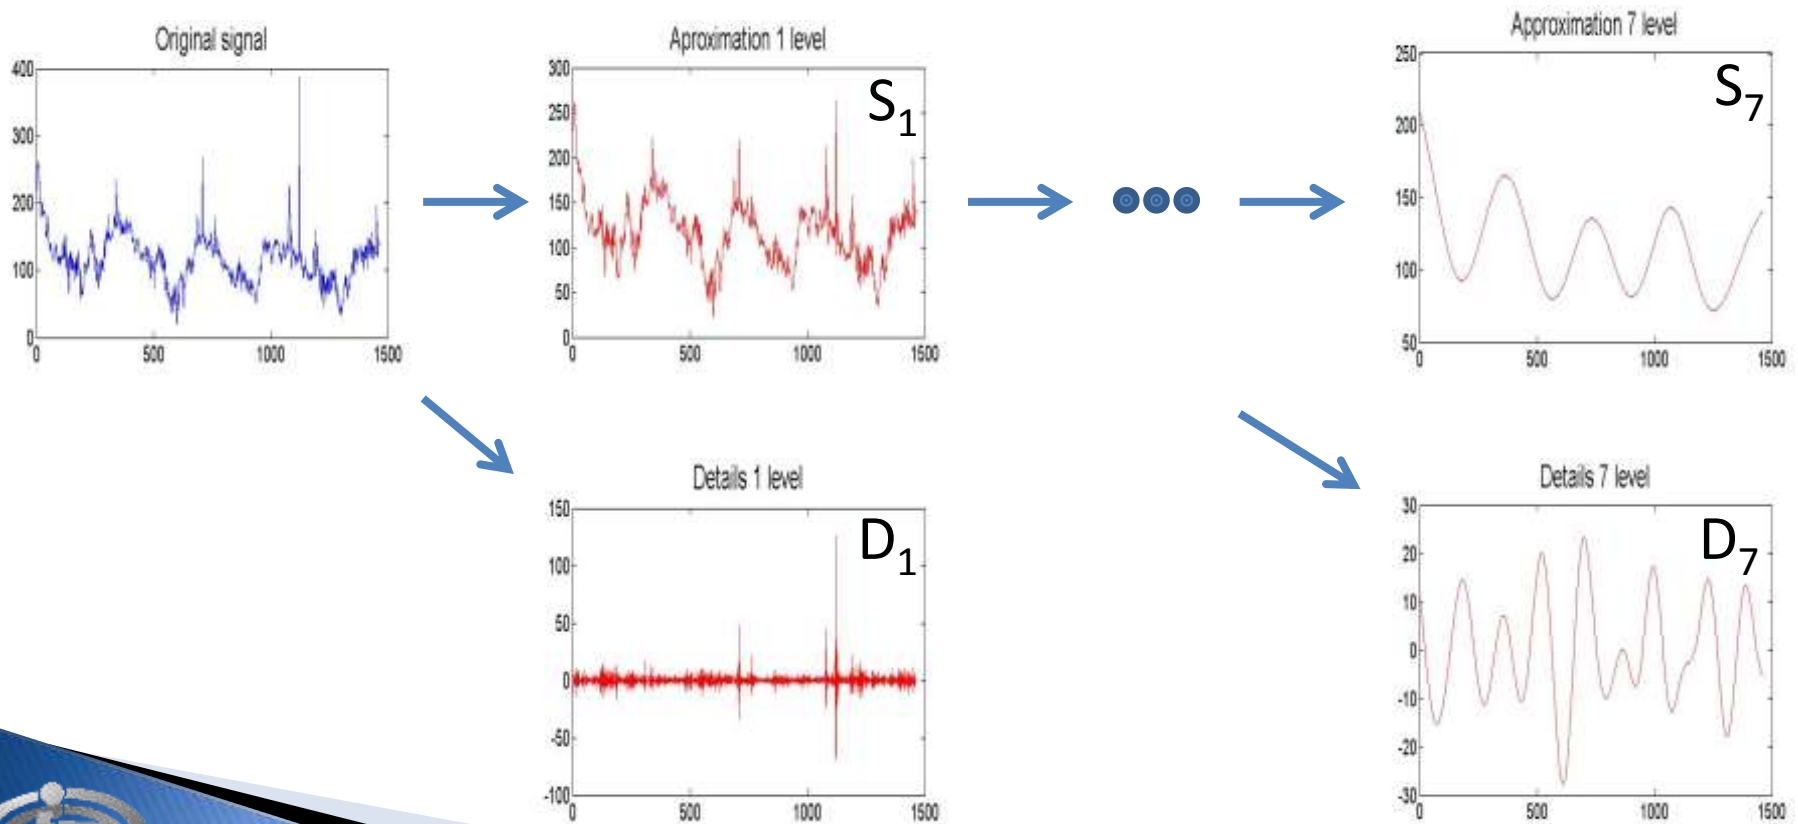 Original signal
400
300
200
100
0
0 500 1000 1500
Aproximation 1 level
S1
300
250
200
150
100
50
0
0 500 1000 1500
Approximation 7 level
S7
250
200
150
100
50
0 500 1000 1500
Details 1 level
D1
150
100
50
0
-50
-100
0 500 1000 1500
Details 7 level
D7
30
20
10
0
-10
-20
-30
0 500 1000 1500